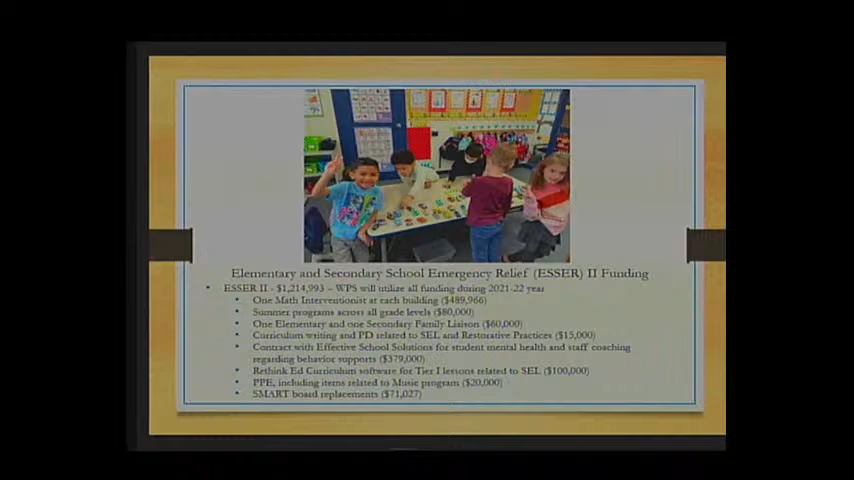 Elementary and Secondary School Emergency Relief (ESSER) II Funding
• ESSER II - $1,214,993 – WPS will utilize all funding during 2021-22 year
• One Math Interventionist at each building ($489,966)
• Summer programs across all grade levels ($80,000)
• One Elementary and one Secondary Family Liaison ($60,000)
• Curriculum writing and PD related to SEL and Restorative Practices ($15,000)
• Contract with Effective School Solutions for student mental health and staff coaching
regarding behavior supports ($379,000)
• Rethink Ed Curriculum software for Tier I lessons related to SEL ($100,000)
• PPE, including items related to Music program ($20,000)
• SMART board replacements ($71,027)